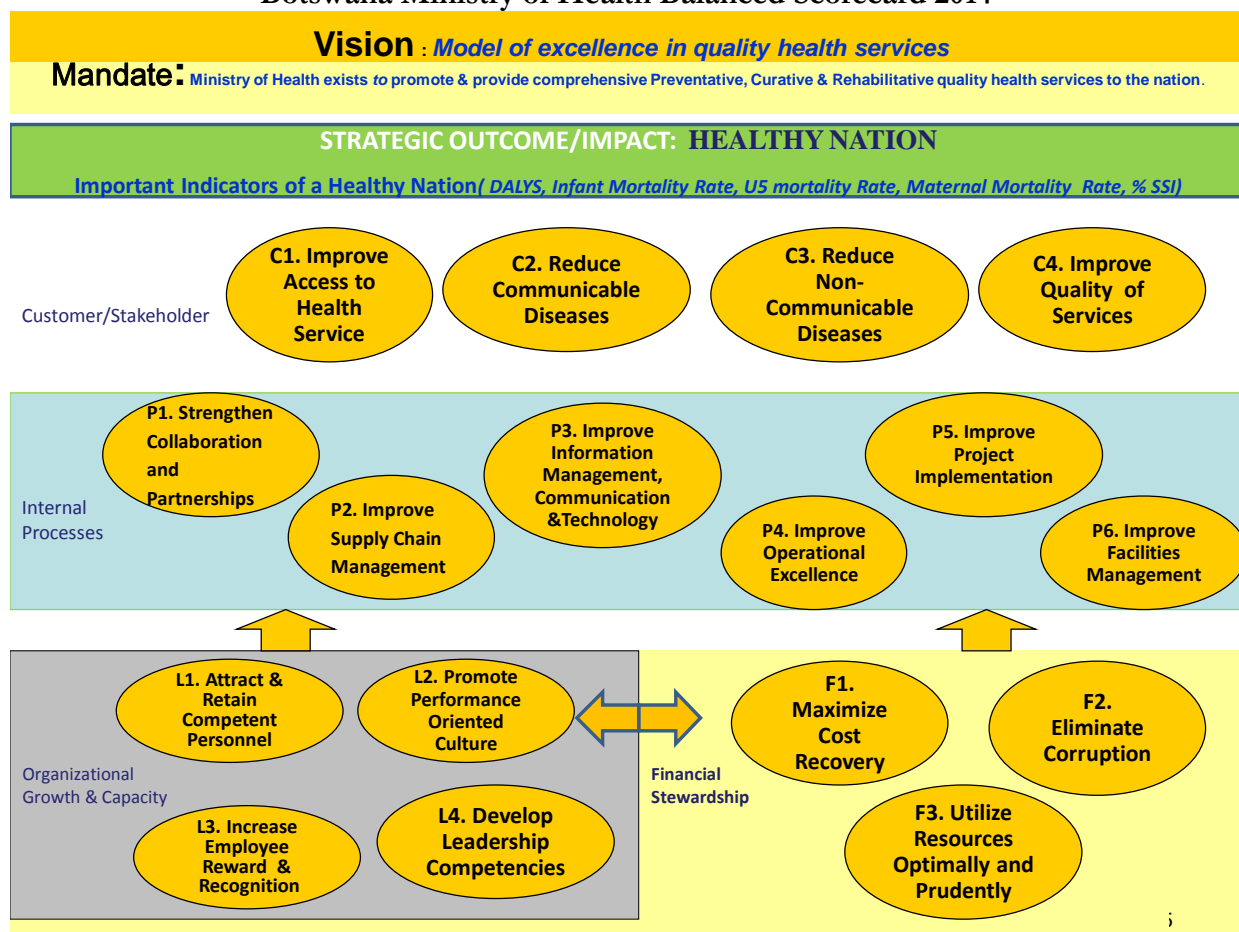 Botswana Ministry of Health Balanced Scorecard 2014
Vision : Model of excellence in quality health services
Mandate: Ministry of Health exists to promote & provide comprehensive Preventative, Curative & Rehabilitative quality health services to the nation.
STRATEGIC OUTCOME/IMPACT: HEALTHY NATION
Important Indicators of a Healthy Nation( DALYS, Infant Mortality Rate, U5 mortality Rate, Maternal Mortality Rate, % SSI)
Customer/Stakeholder
C1. Improve
Access to
Health
Service
C2. Reduce
Communicable
Diseases
C3. Reduce
Non-
Communicable
Diseases
C4. Improve
Quality of
Services
Internal
Processes
P1. Strengthen
Collaboration
and
Partnerships
P2. Improve
Supply Chain
Management
P3. Improve
Information
Management,
Communication
&Technology
P4. Improve
Operational
Excellence
P5. Improve
Project
Implementation
P6. Improve
Facilities
Management
Organizational
Growth & Capacity
L1. Attract &
Retain
Competent
Personnel
L2. Promote
Performance
Oriented
Culture
L3. Increase
Employee
Reward &
Recognition
L4. Develop
Leadership
Competencies
Financial
Stewardship
F1.
Maximize
Cost
Recovery
F2.
Eliminate
Corruption
F3. Utilize
Resources
Optimally and
Prudently